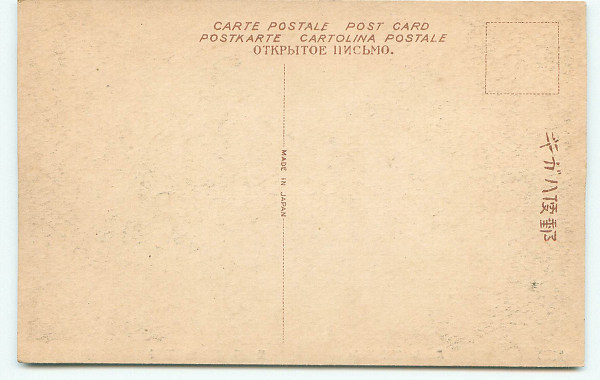 CARTE POSTALE POST CARD
POSTKARTE CARTOLINA POSTALE
ОТКРЫТОЕ ПИСЬМО.
MADE IN JAPAN
郵便ハガキ